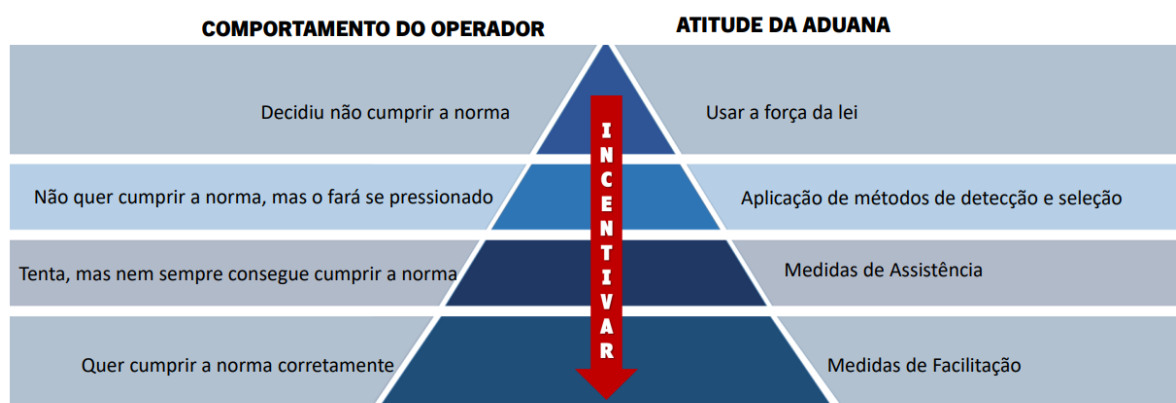 COMPORTAMENTO DO OPERADOR
ATITUDE DA ADUANA
Decidiu não cumprir a norma
Usar a força da lei
Não quer cumprir a norma, mas o fará se pressionado
Aplicação de métodos de detecção e seleção
Tenta, mas nem sempre consegue cumprir a norma
Medidas de Assistência
Quer cumprir a norma corretamente
Medidas de Facilitação
INCENTIVAR